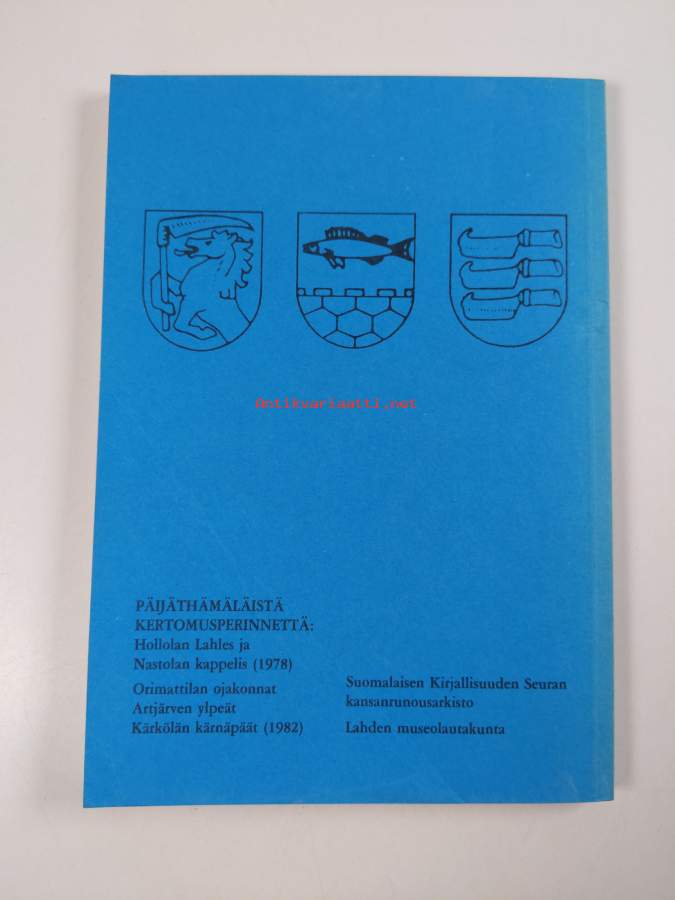 Antikvariaatti.net
PÄIJÄTHÄMÄLÄISTÄ
KERTOMUSPERINNETTÄ:
Hollolan Lahles ja
Nastolan kappelis (1978)
Orimattilan ojakonnat
Artjärven ylpeät
Kärkölän kärnäpäät (1982)
Suomalaisen Kirjallisuuden Seuran
kansanrunousarkisto
Lahden museolautakunta